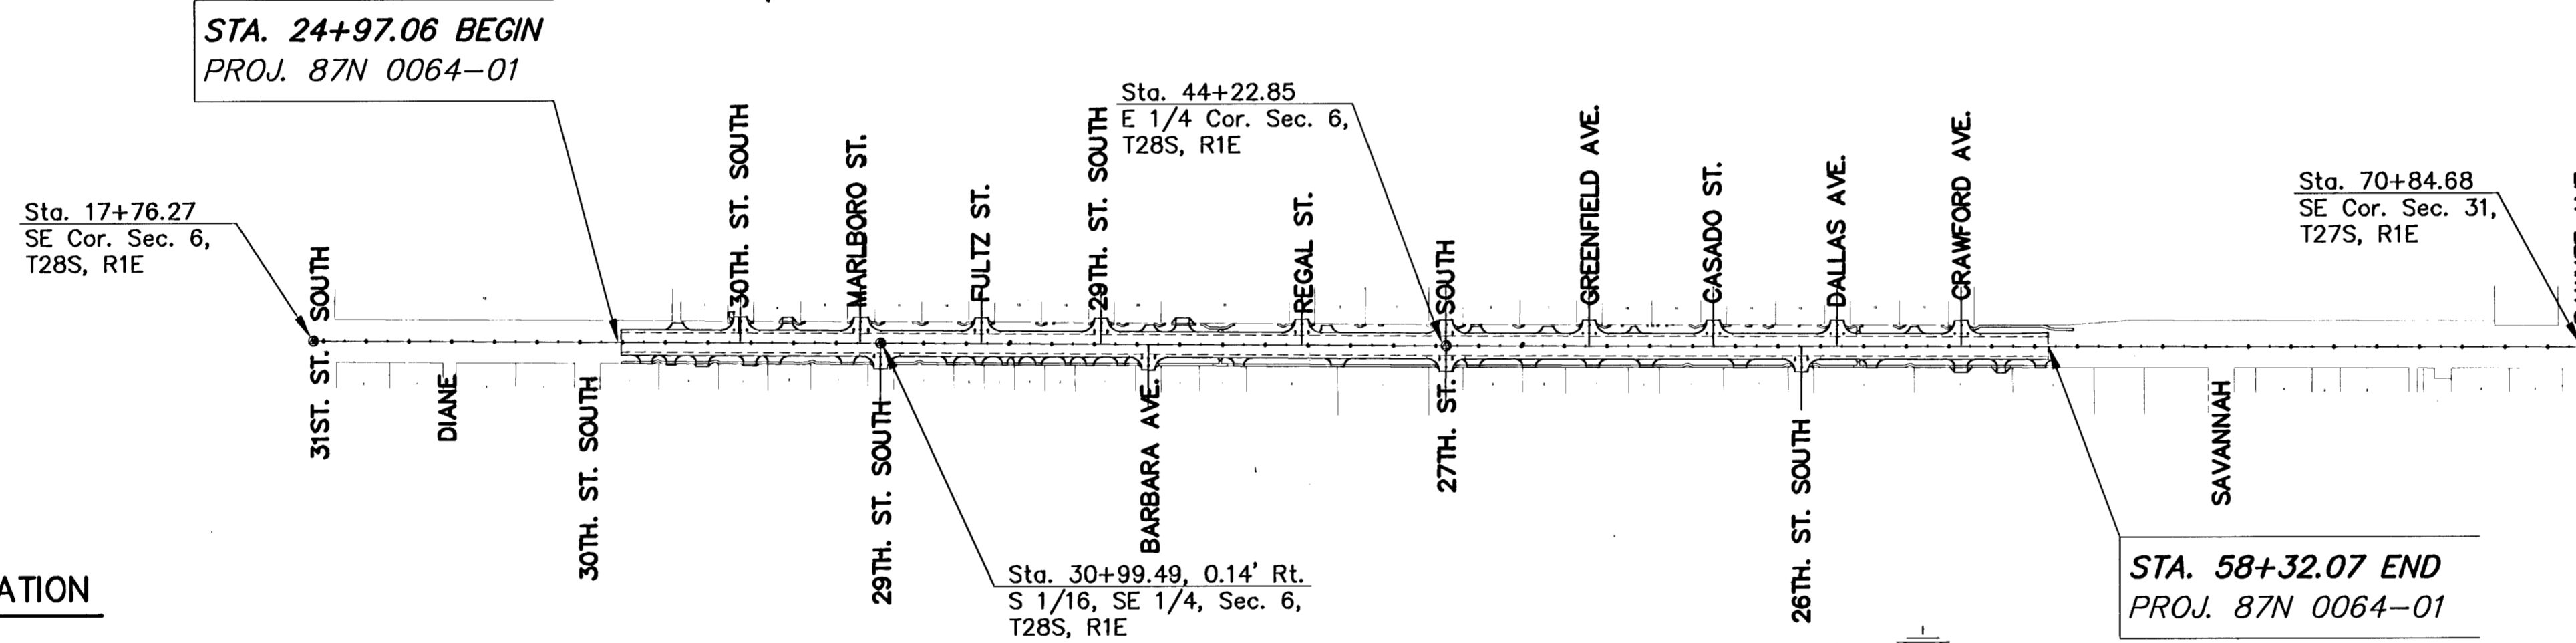 STA. 24+97.06 BEGIN
PROJ. 87N 0064-01
Sta. 17+76.27
SE Cor. Sec. 6,
T28S, R1E
Sta. 44+22.85
E 1/4 Cor. Sec. 6,
T28S, R1E
Sta. 70+84.68
SE Cor. Sec. 31,
T27S, R1E
31ST. ST. SOUTH
30TH. ST. SOUTH
MARLBORO ST.
FULTZ ST.
29TH. ST. SOUTH
REGAL ST.
27TH. ST. SOUTH
GREENFIELD AVE.
CASADO ST.
DALLAS AVE.
CRAWFORD AVE.
DIANE
30TH. ST. SOUTH
29TH. ST. SOUTH
BARBARA AVE.
26TH. ST. SOUTH
SAVANNAH
Sta. 30+99.49, 0.14' Rt.
S 1/16, SE 1/4, Sec. 6,
T28S, R1E
STA. 58+32.07 END
PROJ. 87N 0064-01
ATION